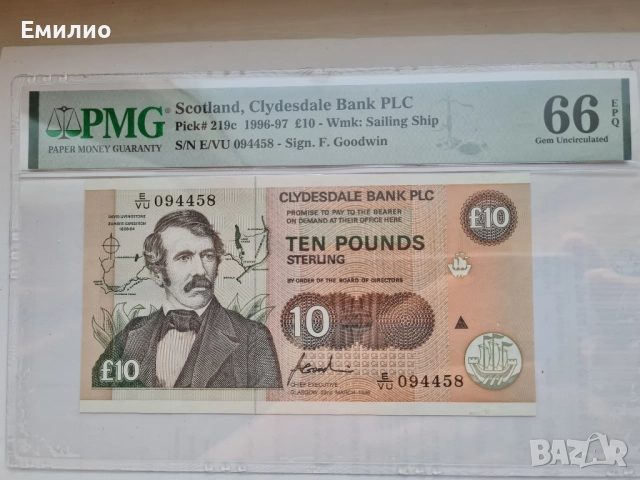 Емилио
PMG
PAPER MONEY GUARANTY
Scotland, Clydesdale Bank PLC
Pick# 219c 1996-97 £10 - Wmk: Sailing Ship
S/N E/VU 094458 - Sign. F. Goodwin
66 EPQ
Gem Uncirculated
E/VU 094458
CLYDESDALE BANK PLC
PROMISE TO PAY TO THE BEARER
ON DEMAND AT THEIR OFFICE HERE
£10
TEN POUNDS
STERLING
BY ORDER OF THE BOARD OF DIRECTORS
10
£10
CHIEF EXECUTIVE
E/VU 094458
BAZAR